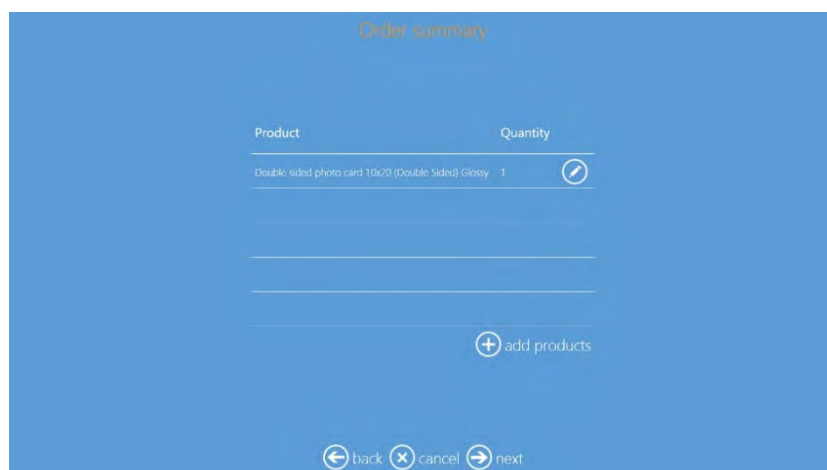 Order summary
Product Quantity
Double sided photo card 10x20 (Double Sided) Glossy 1
add products
back cancel next